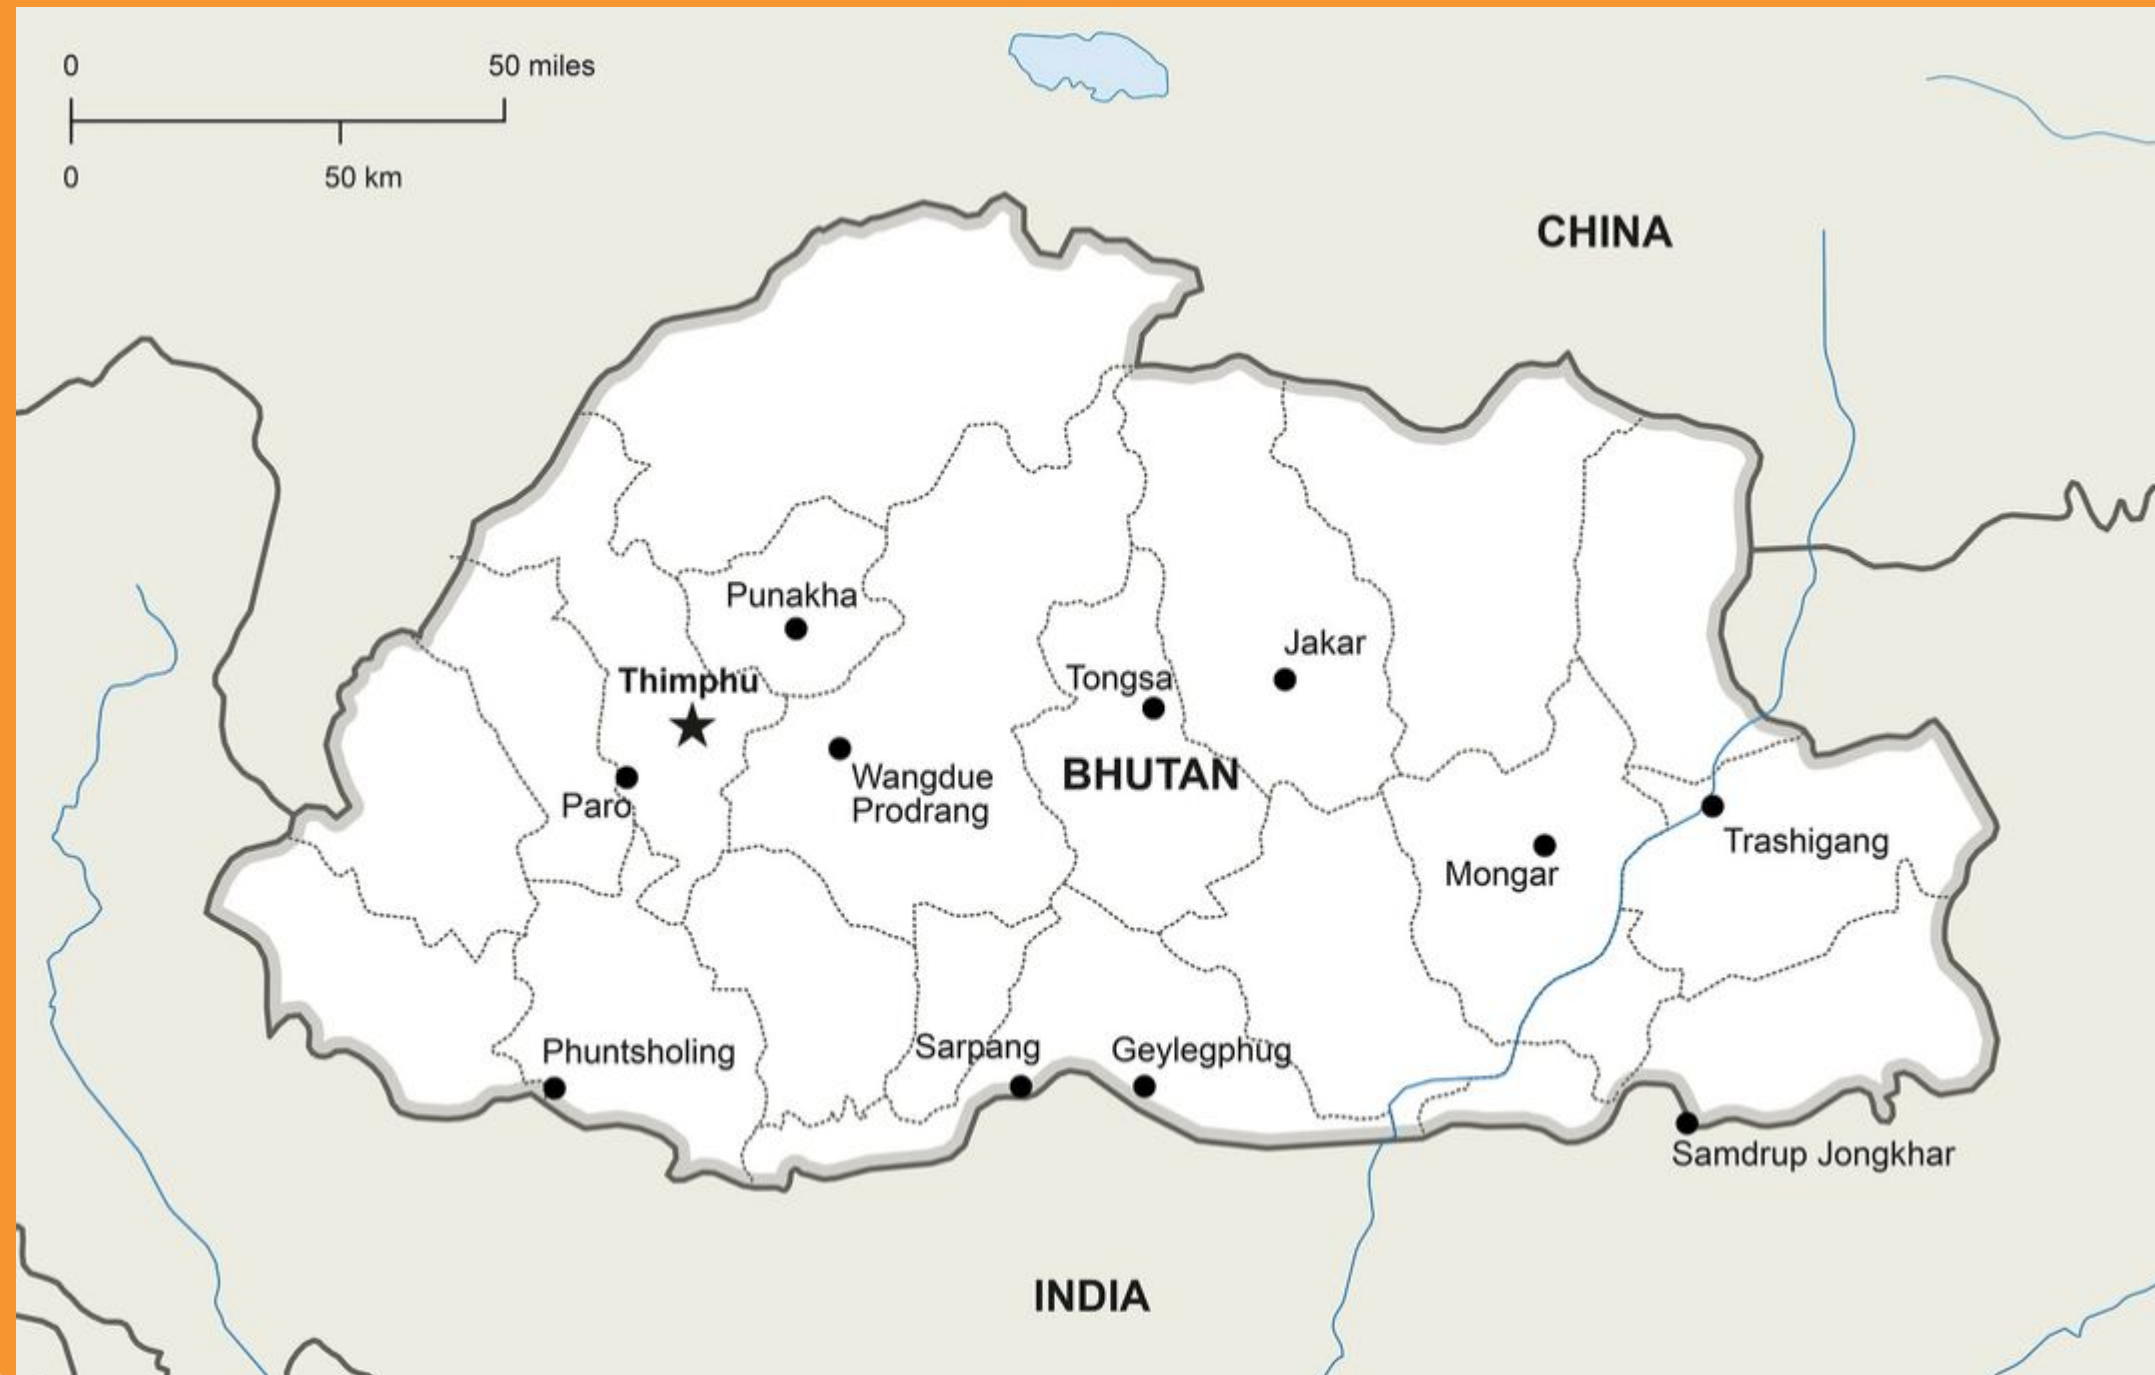 0
50 miles
0
50 km
CHINA
Punakha
Jakar
Thimphu
Tongsa
BHUTAN
Wangdue
Prodrang
Paro
Trashigang
Mongar
Phuntsholing
Sarpang
Geylegphug
Samdrup Jongkhar
INDIA